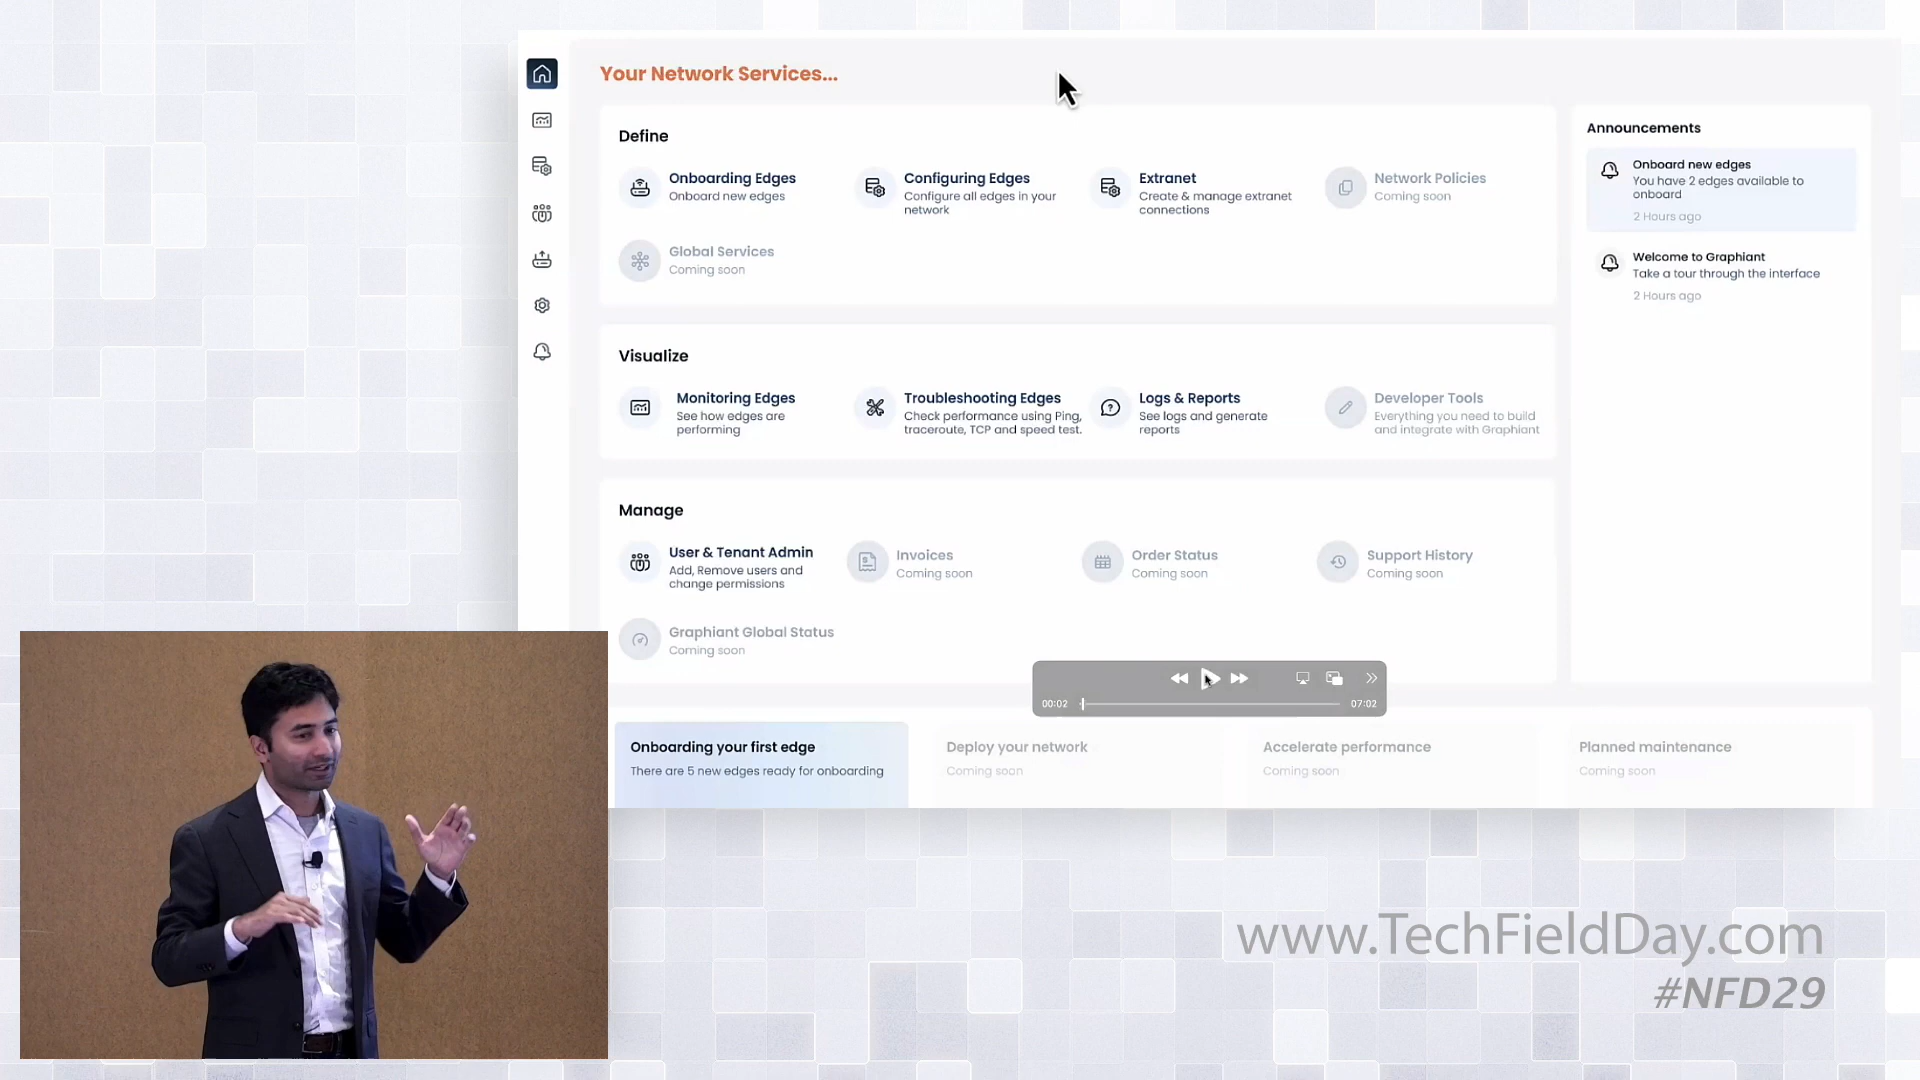 Your Network Services...
Define
Onboarding Edges
Onboard new edges
Configuring Edges
Configure all edges in your
network
Extranet
Create & manage extranet
connections
Network Policies
Coming soon
Global Services
Coming soon
Visualize
Monitoring Edges
See how edges are
performing
Troubleshooting Edges
Check performance using Ping,
traceroute, TCP and speed test.
Logs & Reports
See logs and generate
reports
Developer Tools
Everything you need to build
and integrate with Graphiant
Manage
User & Tenant Admin
Add, Remove users and
change permissions
Invoices
Coming soon
Order Status
Coming soon
Support History
Coming soon
Graphiant Global Status
Coming soon
Announcements
Onboard new edges
You have 2 edges available to
onboard
2 Hours ago
Welcome to Graphiant
Take a tour through the interface
2 Hours ago
00:02
07:02
Onboarding your first edge
There are 5 new edges ready for onboarding
Deploy your network
Coming soon
Accelerate performance
Coming soon
Planned maintenance
Coming soon
www.TechFieldDay.com
#NFD29